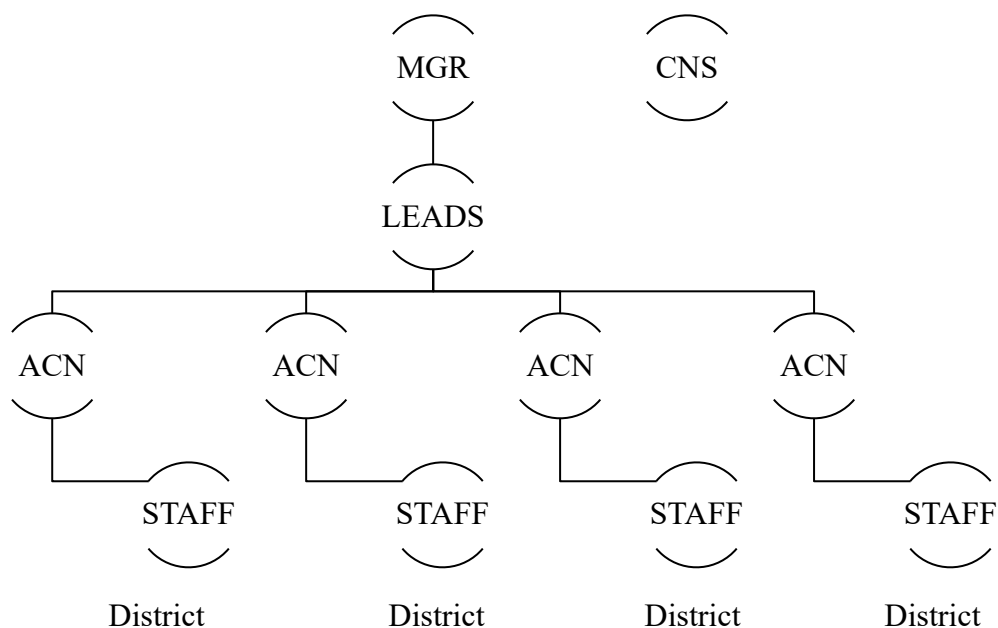 MGR
CNS
LEADS
ACN
ACN
ACN
ACN
STAFF
STAFF
STAFF
STAFF
District
District
District
District